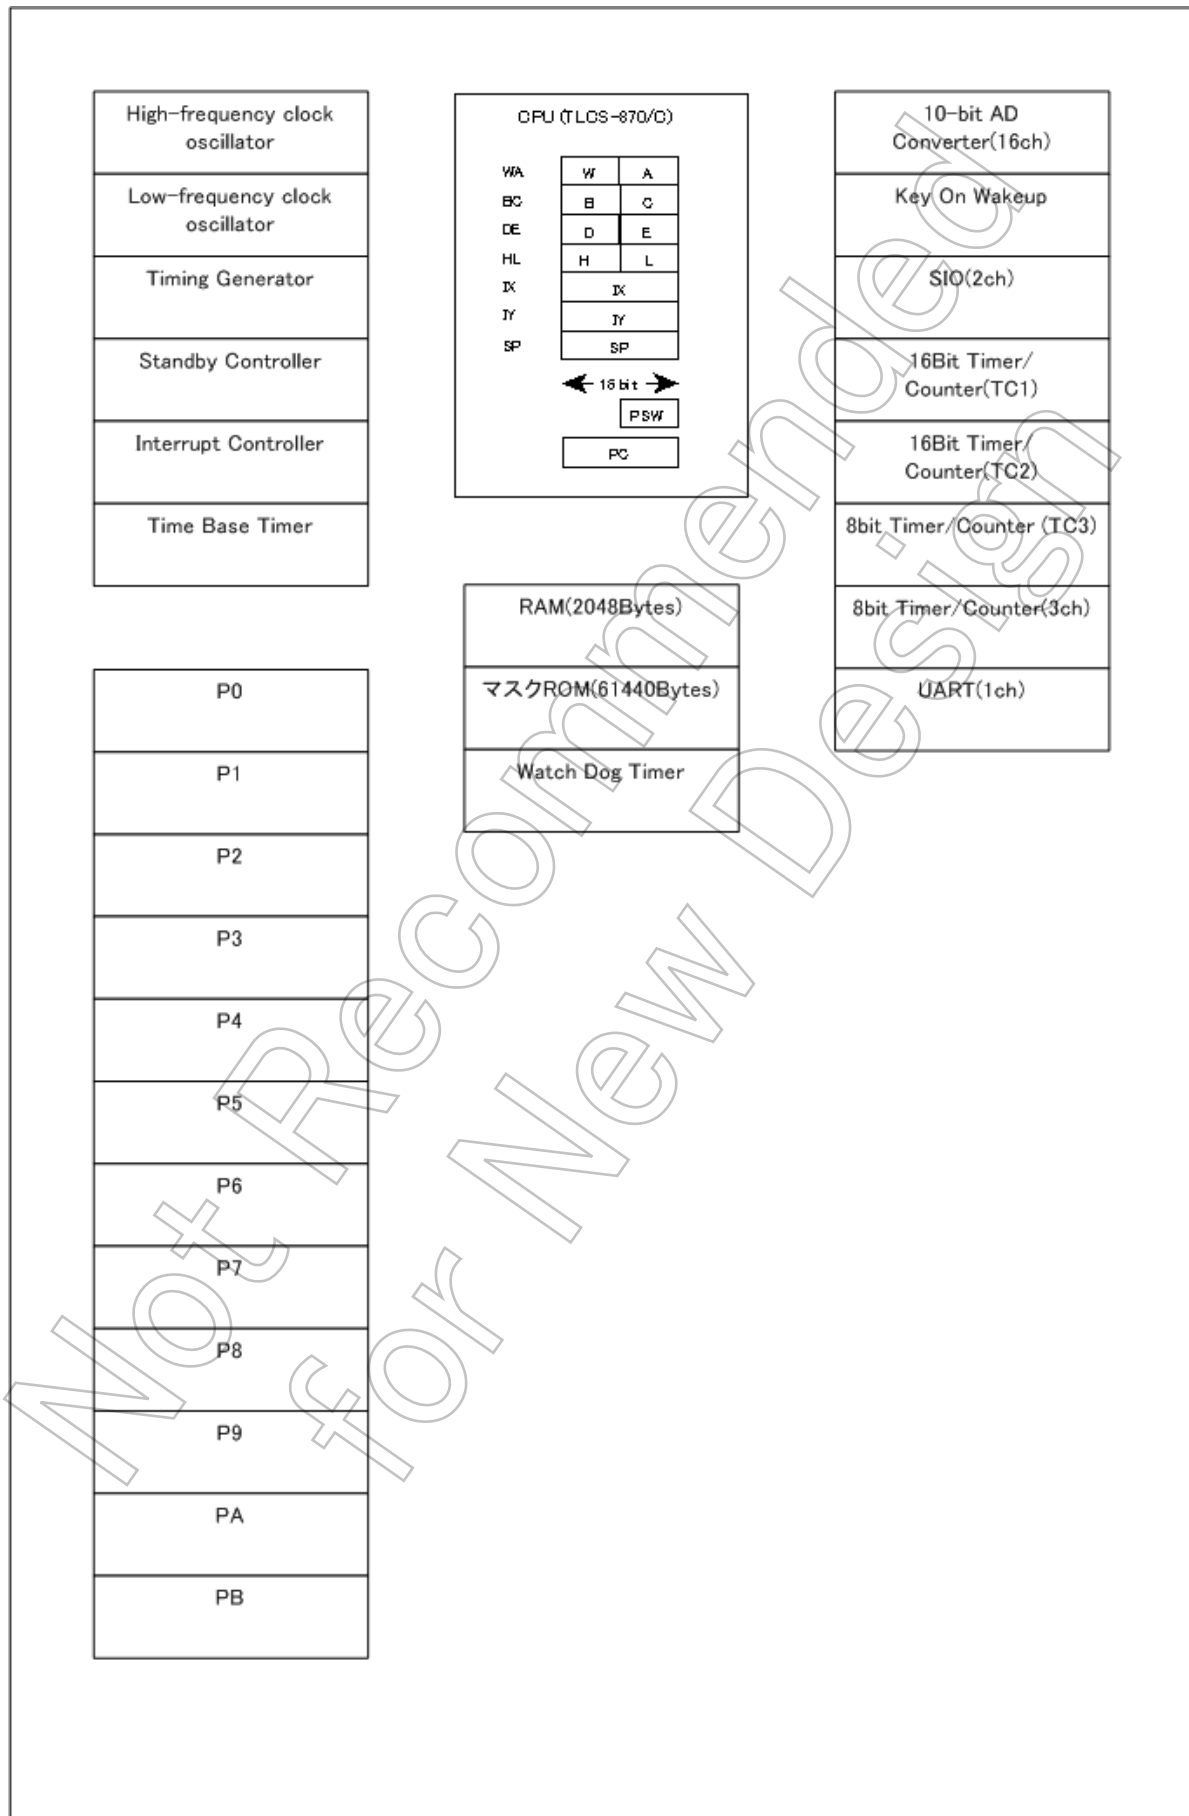 High-frequency clock
oscillator
Low-frequency clock
oscillator
Timing Generator
Standby Controller
Interrupt Controller
Time Base Timer
CPU (TLCS-870/C)
WA W A
BC B C
DE D E
HL H L
IX IX
IY IY
SP SP
16 bit
PSW
PC
10-bit AD
Converter(16ch)
Key On Wakeup
SIO(2ch)
16Bit Timer/
Counter(TC1)
16Bit Timer/
Counter(TC2)
8bit Timer/Counter (TC3)
8bit Timer/Counter(3ch)
UART(1ch)
RAM(2048Bytes)
マスクROM(61440Bytes)
Watch Dog Timer
P0
P1
P2
P3
P4
P5
P6
P7
P8
P9
PA
PB
Not Recommended
for New Design